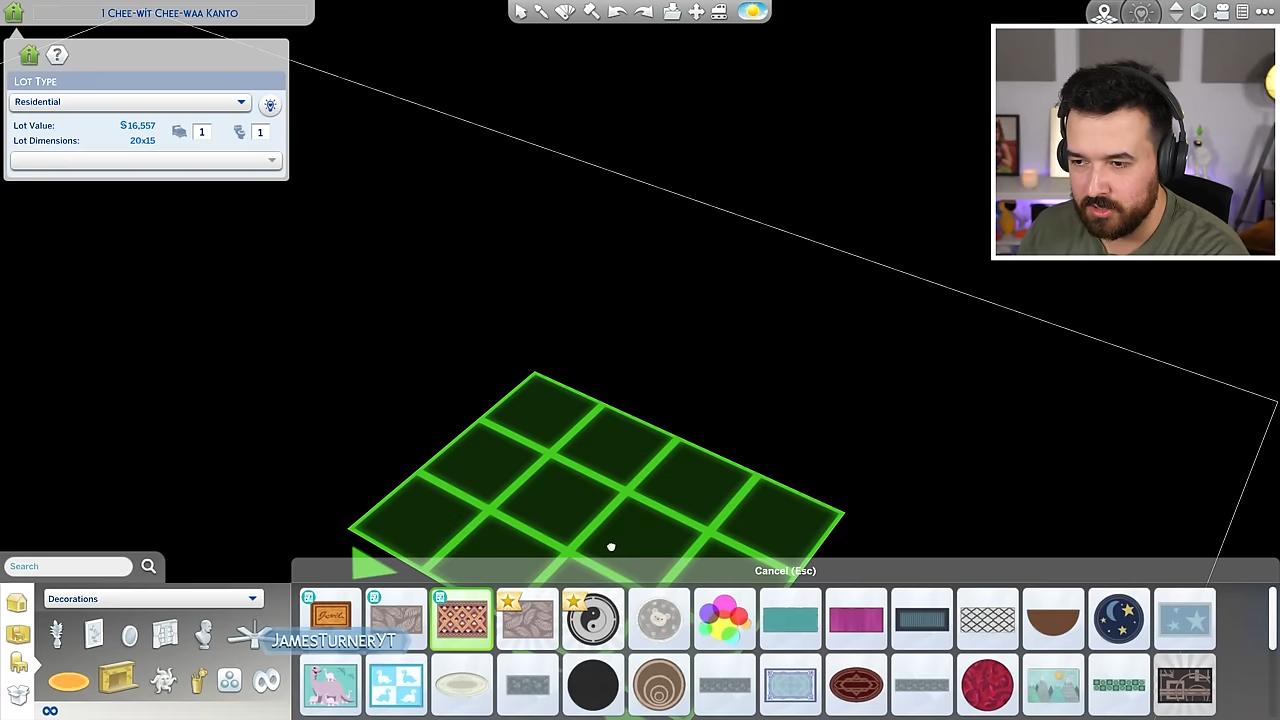 1 Chee-wit Chee-waa Kanto
Lot Type
Residential
Lot Value: §16,557
1
1
Lot Dimensions: 20x15
Search
Cancel (Esc)
Decorations
JamesTurnerYT